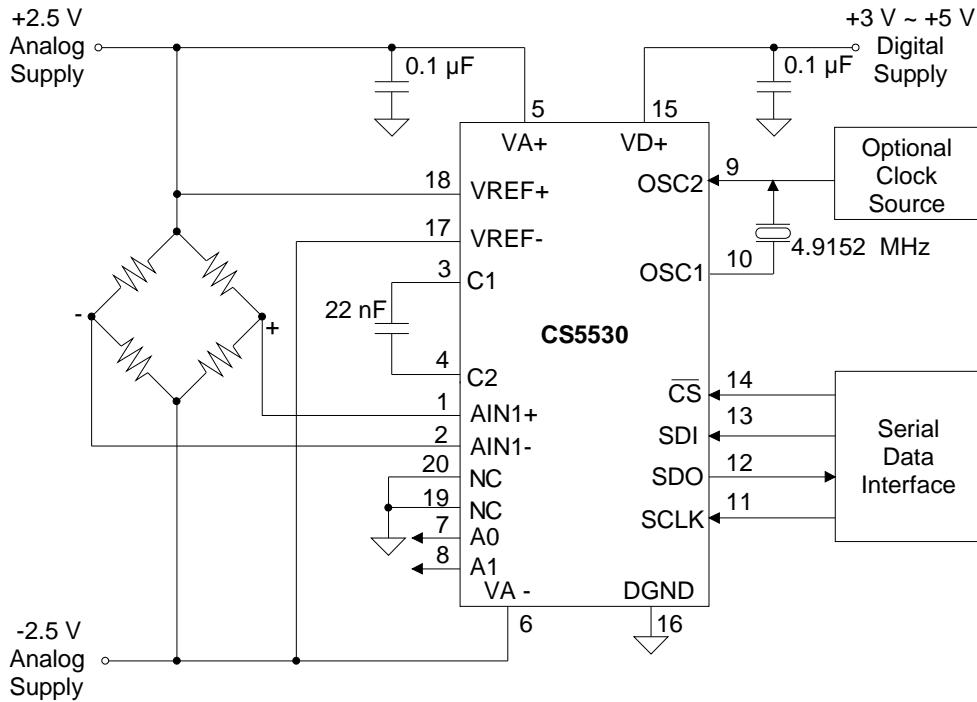 +2.5 V
Analog
Supply
0.1 µF
+3 V ~ +5 V
Digital
Supply
0.1 µF
5
15
VA+
VD+
Optional
Clock
Source
18
VREF+
9
OSC2
17
VREF-
4.9152 MHz
3
C1
10
OSC1
22 nF
-
+
CS5530
4
C2
1
AIN1+
2
AIN1-
20
NC
19
NC
7
A0
8
A1
14
CS
13
SDI
12
SDO
11
SCLK
Serial
Data
Interface
VA -
DGND
6
16
-2.5 V
Analog
Supply